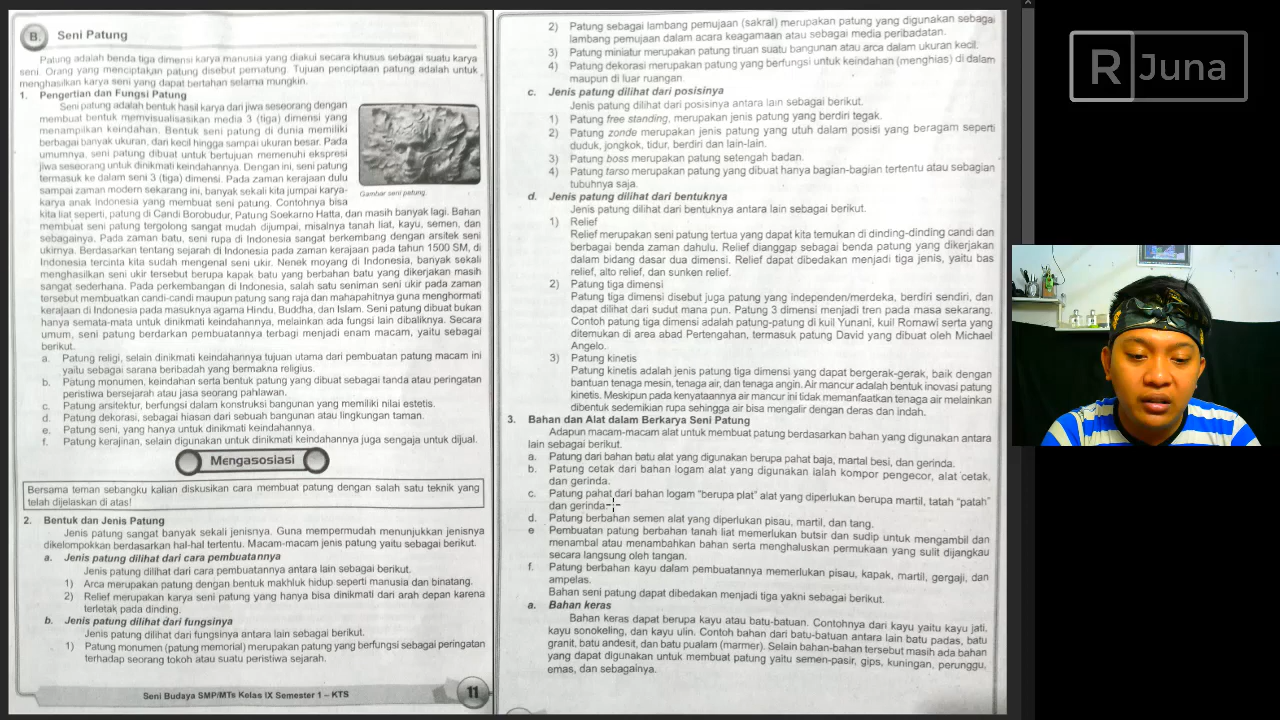 B. Seni Patung
Patung adalah benda tiga dimensi karya manusia yang diakui secara khusus sebagai suatu karya
seni. Orang yang menciptakan patung disebut pematung. Tujuan penciptaan patung adalah untuk
menghasilkan karya seni yang dapat bertahan selama mungkin.
1. Pengertian dan Fungsi Patung
Seni patung adalah bentuk hasil karya dari jiwa seseorang dengan
membuat bentuk memvisualisasi media 3 (tiga) dimensi yang
menampilkan keindahan. Bentuk seni patung di dunia memiliki
berbagai banyak ukuran, dari kecil hingga sampai ukuran besar. Pada
umumnya, seni patung dibuat untuk bertujuan memenuhi ekspresi
jiwa seseorang untuk dinikmati keindahannya. Dengan ini, seni patung
termasuk ke dalam seni 3 (tiga) dimensi. Pada zaman kerajaan dulu
sampai zaman modern sekarang ini, banyak sekali kita jumpai karya-
karya anak Indonesia yang membuat seni patung. Contohnya bisa
Gambar seni patung.
kita liat seperti, patung di Candi Borobudur, Patung Soekarno Hatta, dan masih banyak lagi. Bahan
membuat seni patung tergolong sangat mudah dijumpai, misalnya tanah liat, kayu, semen, dan
sebagainya. Pada zaman batu, seni rupa di Indonesia sangat berkembang dengan arsitek seni
ukirnya. Berdasarkan tentang sejarah di Indonesia pada zaman kerajaan pada tahun 1500 SM, di
Indonesia tercinta kita sudah mengenal seni ukir. Nenek moyang di Indonesia, banyak sekali
menghasilkan seni ukir tersebut berupa kapak batu yang berbahan batu yang dikerjakan masih
sangat sederhana. Pada perkembangan di Indonesia, salah satu seniman seni ukir pada zaman
tersebut membuatkan candi-candi maupun patung sang raja dan mahapahitnya guna menghormati
kerajaan di Indonesia pada masuknya agama Hindu, Buddha, dan Islam. Seni patung dibuat bukan
hanya semata-mata untuk dinikmati keindahannya, melainkan ada fungsi lain dibaliknya. Secara
umum, seni patung berdarkan pembuatannya terbagi menjadi enam macam, yaitu sebagai
berikut.
a. Patung religi, selain dinikmati keindahannya tujuan utama dari pembuatan patung macam ini
yaitu sebagai sarana beribadah yang bermakna religius.
b. Patung monumen, keindahan serta bentuk patung yang dibuat sebagai tanda atau peringatan
peristiwa bersejarah atau jasa seorang pahlawan.
c. Patung arsitektur, berfungsi dalam konstruksi bangunan yang memiliki nilai estetis.
d. Patung dekorasi, sebagai hiasan dari sebuah bangunan atau lingkungan taman.
e. Patung seni, yang hanya untuk dinikmati keindahannya.
f. Patung kerajinan, selain digunakan untuk dinikmati keindahannya juga sengaja untuk dijual.
Mengasosiasi
Bersama teman sebangku kalian diskusikan cara membuat patung dengan salah satu teknik yang
telah dijelaskan di atas!
2. Bentuk dan Jenis Patung
Jenis patung sangat banyak sekali jenisnya. Guna mempermudah menunjukkan jenisnya
dikelompokkan berdasarkan hal-hal tertentu. Macam-macam jenis patung yaitu sebagai berikut.
a. Jenis patung dilihat dari cara pembuatannya
Jenis patung dilihat dari cara pembuatannya antara lain sebagai berikut.
1) Arca merupakan patung dengan bentuk makhluk hidup seperti manusia dan binatang.
2) Relief merupakan karya seni patung yang hanya bisa dinikmati dari arah depan karena
terletak pada dinding.
b. Jenis patung dilihat dari fungsinya
Jenis patung dilihat dari fungsinya antara lain sebagai berikut.
1) Patung monumen (patung memorial) merupakan patung yang berfungsi sebagai peringatan
terhadap seorang tokoh atau suatu peristiwa sejarah.
Seni Budaya SMP/MTs Kelas IX Semester 1 – KTS
11
2) Patung sebagai lambang pemujaan (sakral) merupakan patung yang digunakan sebagai
lambang pemujaan dalam acara keagamaan atau sebagai media peribadatan.
3) Patung miniatur merupakan patung tiruan suatu bangunan atau arca dalam ukuran kecil.
4) Patung dekorasi merupakan patung yang berfungsi untuk keindahan (menghias) di dalam
maupun di luar ruangan.
c. Jenis patung dilihat dari posisinya
Jenis patung dilihat dari posisinya antara lain sebagai berikut.
1) Patung free standing, merupakan jenis patung yang berdiri tegak.
2) Patung zonde merupakan jenis patung yang utuh dalam posisi yang beragam seperti
duduk, jongkok, tidur, berdiri dan lain-lain.
3) Patung boss merupakan patung setengah badan.
4) Patung tarso merupakan patung yang dibuat hanya bagian-bagian tertentu atau sebagian
tubuhnya saja.
d. Jenis patung dilihat dari bentuknya
Jenis patung dilihat dari bentuknya antara lain sebagai berikut.
1) Relief
Relief merupakan seni patung tertua yang dapat kita temukan di dinding-dinding candi dan
berbagai benda zaman dahulu. Relief dianggap sebagai benda patung yang dikerjakan
dalam bidang dasar dua dimensi. Relief dapat dibedakan menjadi tiga jenis, yaitu bas
relief, alto relief, dan sunken relief.
2) Patung tiga dimensi
Patung tiga dimensi disebut juga patung yang independen/merdeka, berdiri sendiri, dan
dapat dilihat dari sudut mana pun. Patung 3 dimensi menjadi tren pada masa sekarang.
Contoh patung tiga dimensi adalah patung-patung di kuil Yunani, kuil Romawi serta yang
ditemukan di area abad Pertengahan, termasuk patung David yang dibuat oleh Michael
Angelo.
3) Patung kinetis
Patung kinetis adalah jenis patung tiga dimensi yang dapat bergerak-gerak, baik dengan
bantuan tenaga mesin, tenaga air, dan tenaga angin. Air mancur adalah bentuk inovasi patung
kinetis. Meskipun pada kenyataannya air mancur ini tidak memanfaatkan tenaga air melainkan
dibentuk sedemikian rupa sehingga air bisa mengalir dengan deras dan indah.
3. Bahan dan Alat dalam Berkarya Seni Patung
Adapun macam-macam alat untuk membuat patung berdasarkan bahan yang digunakan antara
lain sebagai berikut.
a. Patung dari bahan batu alat yang digunakan berupa pahat baja, martal besi, dan gerinda.
b. Patung cetak dari bahan logam alat yang digunakan ialah kompor pengecor, alat cetak,
dan gerinda.
c. Patung pahat dari bahan logam “berupa plat” alat yang diperlukan berupa martil, tatah “patah”
dan gerinda
d. Patung berbahan semen alat yang diperlukan pisau, martil, dan tang.
e Pembuatan patung berbahan tanah liat memerlukan butsir dan sudip untuk mengambil dan
menambal atau menambahkan bahan serta menghaluskan permukaan yang sulit dijangkau
secara langsung oleh tangan.
f. Patung berbahan kayu dalam pembuatannya memerlukan pisau, kapak, martil, gergaji, dan
ampelas.
Bahan seni patung dapat dibedakan menjadi tiga yakni sebagai berikut.
a. Bahan keras
Bahan keras dapat berupa kayu atau batu-batuan. Contohnya dari kayu yaitu kayu jati,
kayu sonokeling, dan kayu ulin. Contoh bahan dari batu-batuan antara lain batu padas, batu
granit, batu andesit, dan batu pualam (marmer). Selain bahan-bahan tersebut masih ada bahan
yang dapat digunakan untuk membuat patung yaitu semen-pasir, gips, kuningan, perunggu,
emas, dan sebagainya.
R Juna